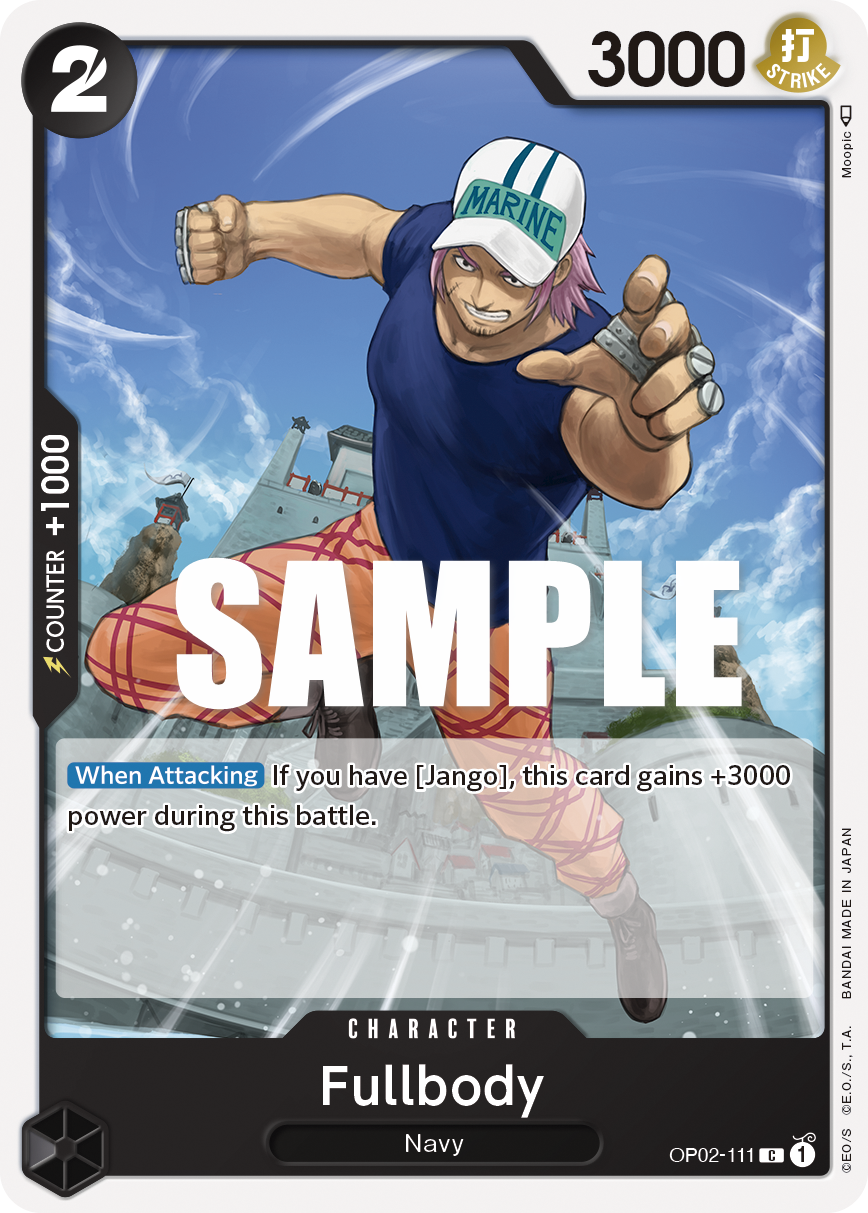 2
3000
打
STRIKE
Moopic
MARINE
COUNTER +1000
SAMPLE
When Attacking If you have [Jango], this card gains +3000
power during this battle.
CHARACTER
Fullbody
Navy
OP02-111 C 1
©EO/S ©E.O./S., T.A. BANDAI MADE IN JAPAN